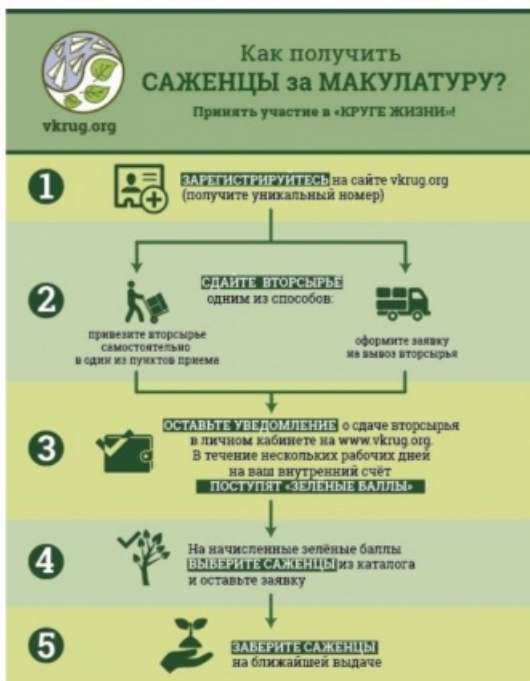 Как получить
САЖЕНЦЫ за МАКУЛАТУРУ?
Принять участие в «КРУГЕ ЖИЗНИ»!
vkrug.org
1
ЗАРЕГИСТРИРУЙТЕСЬ на сайте vkrug.org
(получите уникальный номер)
2
СДАЙТЕ ВТОРСЫРЬЕ
одним из способов:
привезите вторсырье
самостоятельно
в один из пунктов приема
оформите заявку
на вывоз вторсырья
3
ОСТАВЬТЕ УВЕДОМЛЕНИЕ о сдаче вторсырья
в личном кабинете на www.vkrug.org.
В течение нескольких рабочих дней
на ваш внутренний счёт
ПОСТУПЯТ «ЗЕЛЁНЫЕ БАЛЛЫ»
4
На начисленные зелёные баллы
ВЫБЕРИТЕ САЖЕНЦЫ из каталога
и оставьте заявку
5
ЗАБЕРИТЕ САЖЕНЦЫ
на ближайшей выдаче